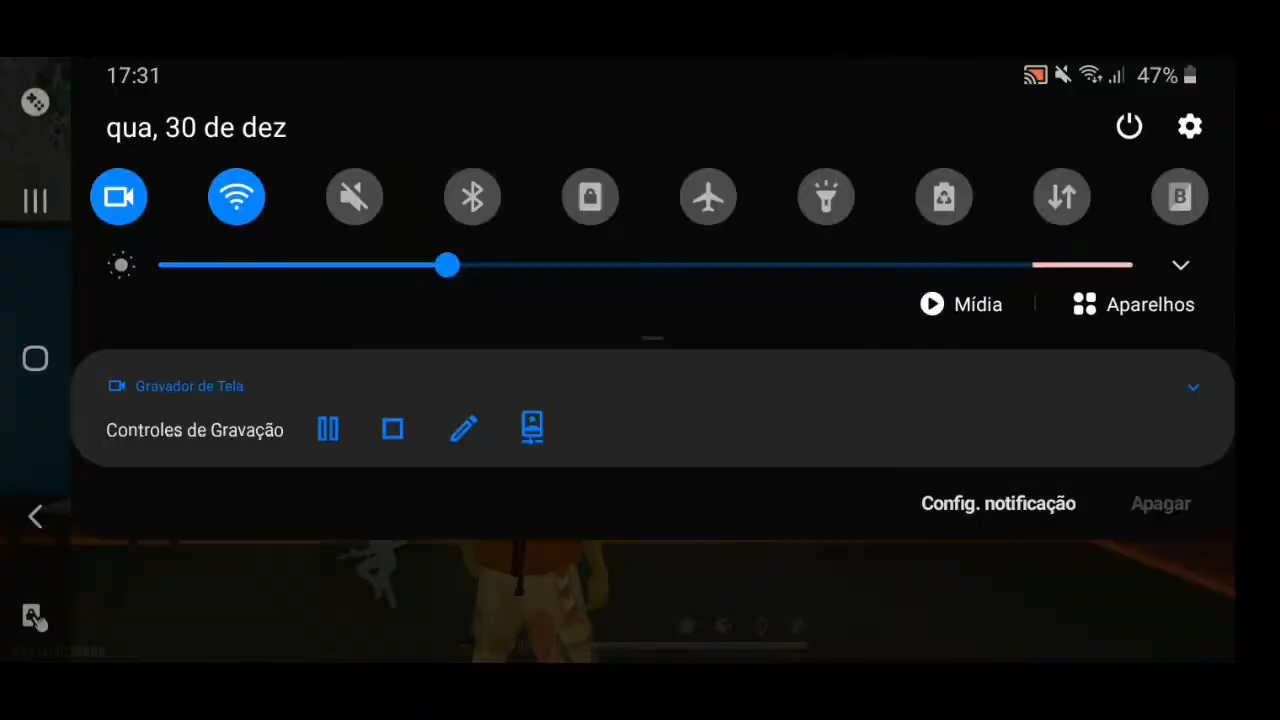 17:31
47%
qua, 30 de dez
B
Mídia
Aparelhos
Gravador de Tela
Controles de Gravação
Config. notificação
Apagar